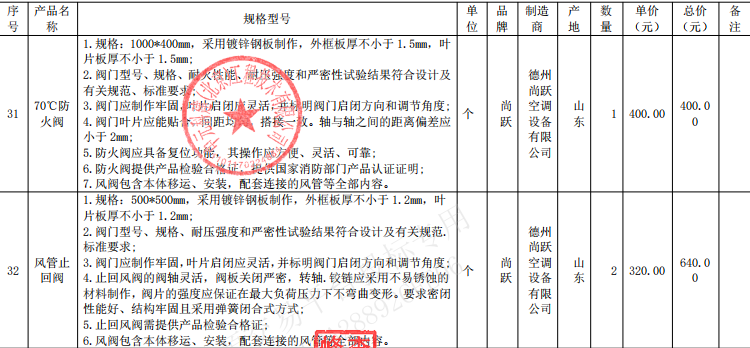 序号 产品名称 规格型号 单位 品牌 制造商 产地 数量 单价（元） 总价（元） 备注
31 70℃防火阀
1.规格：1000*400mm，采用镀锌钢板制作，外框板厚不小于1.5mm，叶
片板厚不小于1.5mm；
2.阀门型号、规格、耐火性能、耐压强度和严密性试验结果符合设计及
有关规范、标准要求；
3.阀门应制作牢固，叶片启闭应灵活，并标明阀门启闭方向和调节角度；
4.阀门叶片应能贴合，间距均匀，搭接一致。轴与轴之间的距离偏差应
小于2mm；
5.防火阀应具备复位功能，其操作应方便、灵活、可靠；
6.防火阀提供产品检验合格证，提供国家消防部门产品认证证明；
7.风阀包含本体移运、安装，配套连接的风管等全部内容。
个 尚跃 德州尚跃空调设备有限公司 山东 1 400.00 400.00
32 风管止回阀
1.规格：500*500mm，采用镀锌钢板制作，外框板厚不小于1.2mm，叶
片板厚不小于1.2mm；
2.阀门型号、规格、耐压强度和严密性试验结果符合设计及有关规范.
标准要求；
3.阀门应制作牢固，叶片启闭应灵活，并标明阀门启闭方向和调节角度；
4.止回风阀的阀轴灵活，阀板关闭严密，转轴.铰链应采用不易锈蚀的
材料制作，阀片的强度应保证在最大负荷压力下不弯曲变形。要求密闭
性能好、结构牢固且采用弹簧闭合式方式；
5.止回风阀需提供产品检验合格证；
6.风阀包含本体移运、安装，配套连接的风管等全部内容。
个 尚跃 德州尚跃空调设备有限公司 山东 2 320.00 640.00